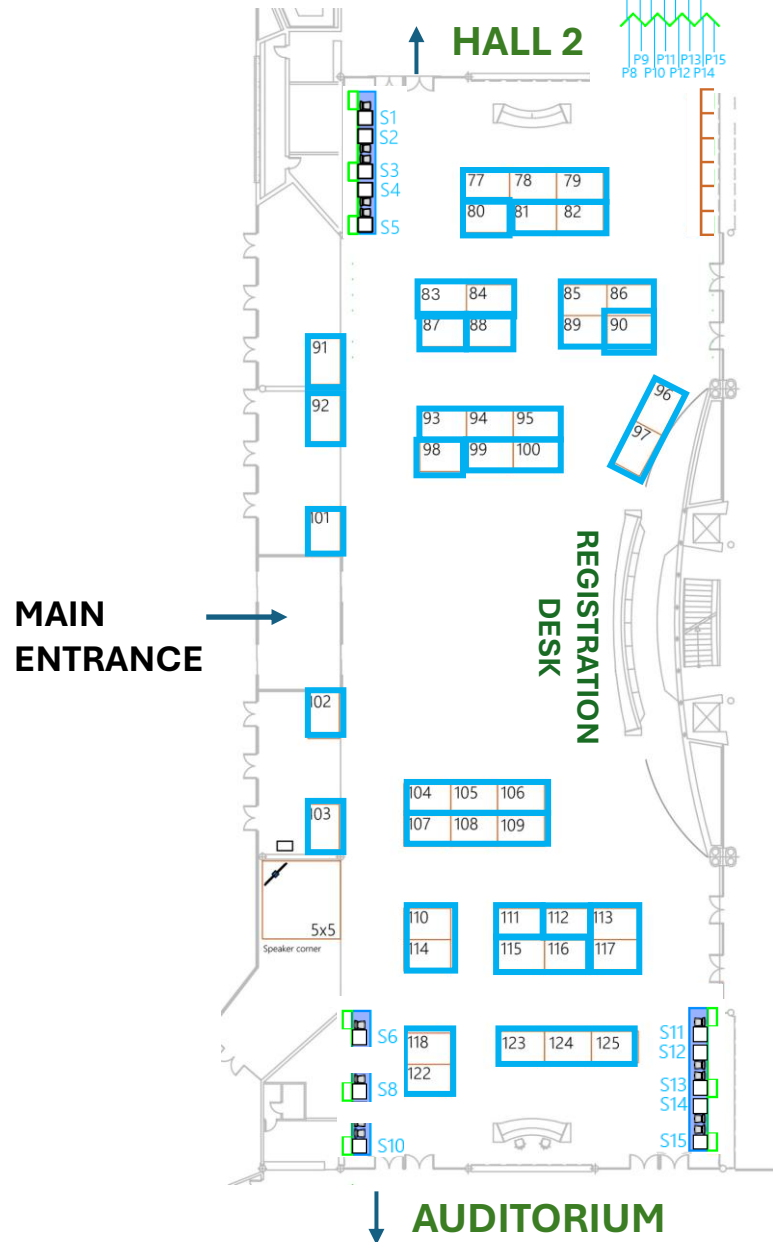 HALL 2
P9 P11 P13 P15
P8 P10 P12 P14
S1
S2
S3
S4
S5
77 78 79
80 81 82
83 84
85 86
87 88
89 90
91
92
96
97
93 94 95
98 99 100
101
REGISTRATION
DESK
MAIN
ENTRANCE
102
103
104 105 106
107 108 109
5x5
Speaker corner
110
114
111 112 113
115 116 117
S6
S8
S10
118
122
123 124 125
S11
S12
S13
S14
S15
AUDITORIUM